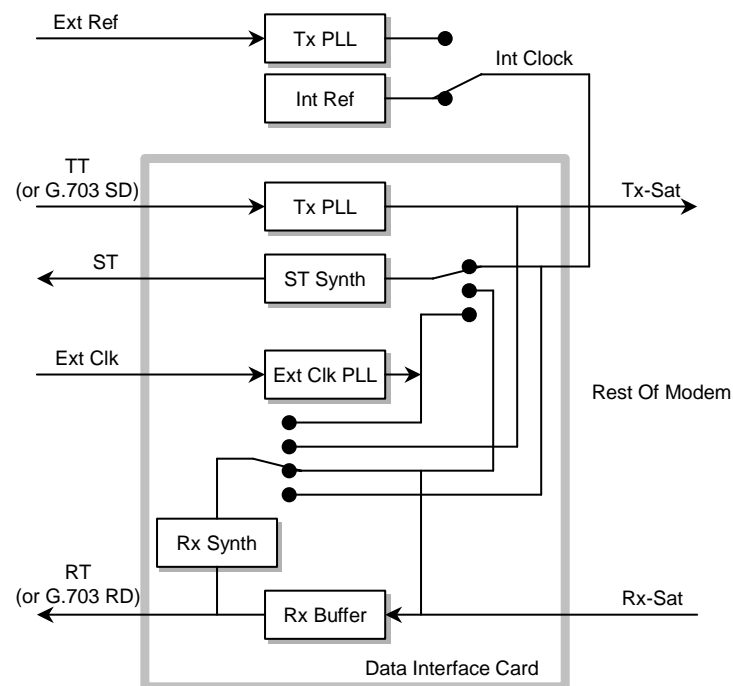 Ext Ref
Tx PLL
Int Clock
Int Ref
TT
(or G.703 SD)
Tx PLL
Tx-Sat
ST
ST Synth
Ext Clk
Ext Clk PLL
Rest Of Modem
Rx Synth
RT
(or G.703 RD)
Rx Buffer
Rx-Sat
Data Interface Card